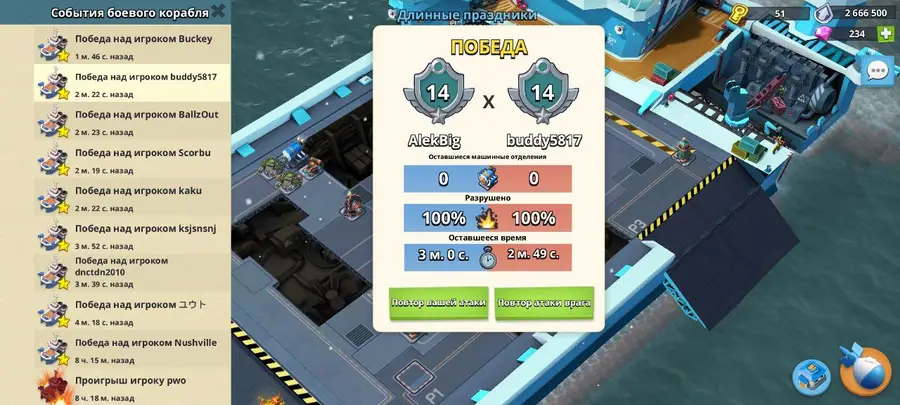 События боевого корабля
Победа над игроком Buckey
1 м. 46 с. назад
Победа над игроком buddy5817
2 м. 22 с. назад
Победа над игроком BallzOut
2 м. 23 с. назад
Победа над игроком Scorbu
2 м. 19 с. назад
Победа над игроком kaku
2 м. 22 с. назад
Победа над игроком ksjsnsnj
3 м. 52 с. назад
Победа над игроком
dnctdn2010
3 м. 39 с. назад
Победа над игроком ユウト
4 м. 18 с. назад
Победа над игроком Nushville
8 ч. 15 м. назад
Проигрыш игроку pwo
8 ч. 18 м. назад
Длинные праздники
ПОБЕДА
14 x 14
AlekBig buddy5817
Оставшиеся машинные отделения
0 0
Разрушено
100% 100%
Оставшееся время
3 м. 0 с. 2 м. 49 с.
Повтор вашей атаки Повтор атаки врага
51 2 666 500
234
P3
P1